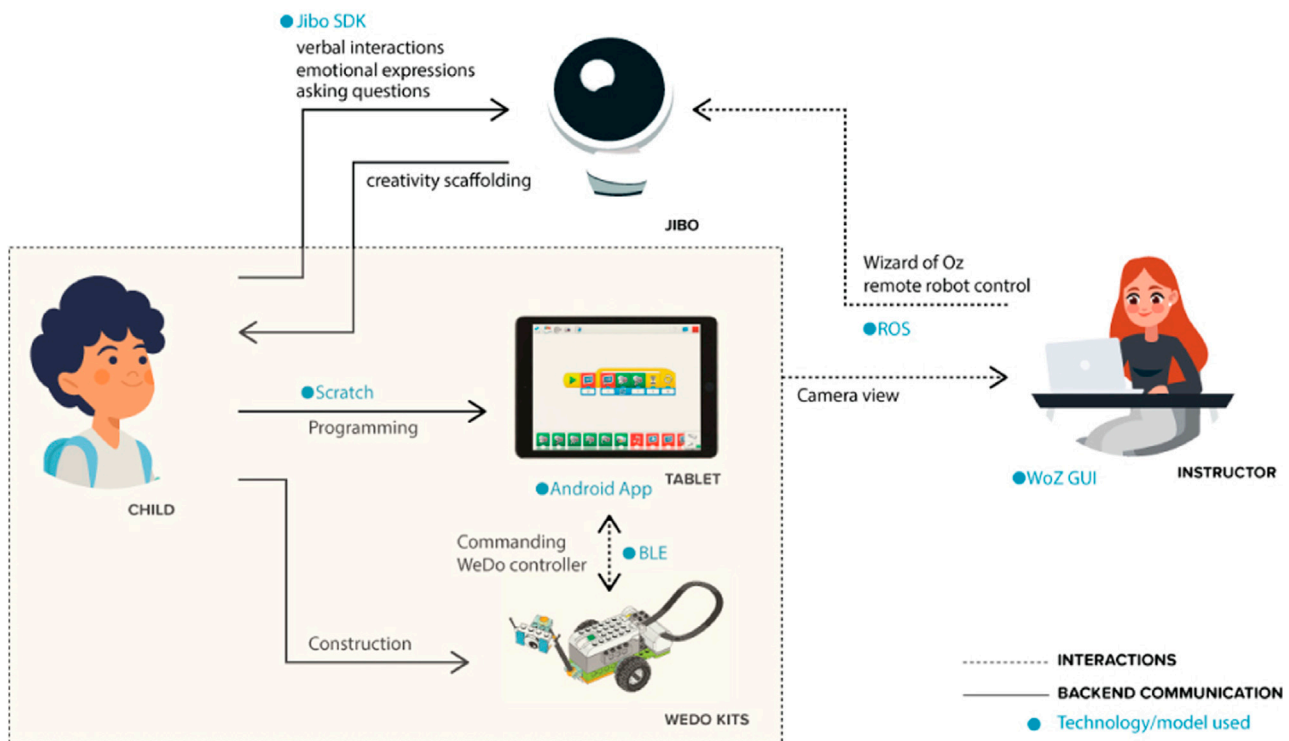 Jibo SDK
verbal interactions
emotional expressions
asking questions
creativity scaffolding
JIBO
Wizard of Oz
remote robot control
ROS
Camera view
WoZ GUI
INSTRUCTOR
Scratch
Programming
CHILD
TABLET
Android App
Commanding
WeDo controller
BLE
Construction
WEDO KITS
INTERACTIONS
BACKEND COMMUNICATION
Technology/model used